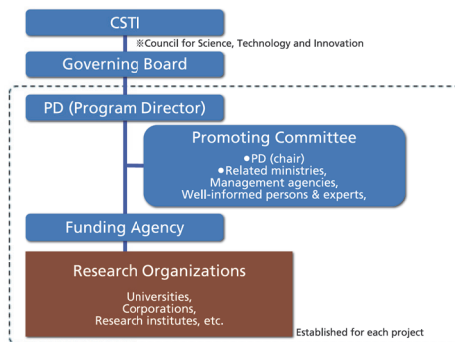 CSTI
※Council for Science, Technology and Innovation
Governing Board
PD (Program Director)
Promoting Committee
●PD (chair)
●Related ministries,
Management agencies,
Well-informed persons & experts,
Funding Agency
Research Organizations
Universities,
Corporations,
Research institutes, etc.
Established for each project